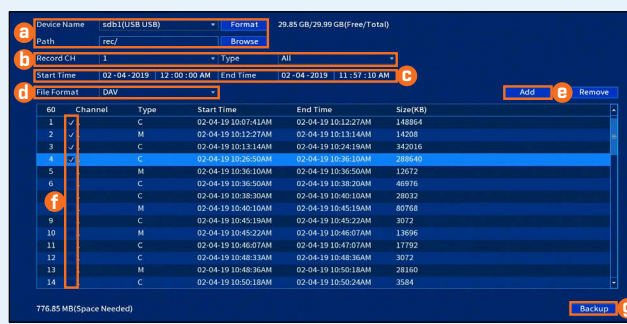 Device Name sdb1(USB USB) Format 29.85 GB/29.99 GB(Free/Total)
a
Path rec/ Browse
b Record CH 1 Type All
Start Time 02 -04 -2019 12 : 00 : 00 AM End Time 02 -04 -2019 11 : 57 : 10 AM c
d File Format DAV Add e Remove
60 Channel Type Start Time End Time Size(KB)
1 C 02-04-19 10:07:41AM 02-04-19 10:12:27AM 148864
2 M 02-04-19 10:12:27AM 02-04-19 10:13:14AM 14208
3 C 02-04-19 10:13:14AM 02-04-19 10:24:19AM 342016
4 C 02-04-19 10:26:50AM 02-04-19 10:36:10AM 288640
5 M 02-04-19 10:36:10AM 02-04-19 10:36:50AM 12672
6 C 02-04-19 10:36:50AM 02-04-19 10:38:20AM 46976
f C 02-04-19 10:38:30AM 02-04-19 10:40:10AM 28032
M 02-04-19 10:40:10AM 02-04-19 10:45:19AM 80768
9 C 02-04-19 10:45:19AM 02-04-19 10:45:22AM 3072
10 M 02-04-19 10:45:22AM 02-04-19 10:46:07AM 13696
11 C 02-04-19 10:46:07AM 02-04-19 10:47:07AM 17792
12 C 02-04-19 10:48:33AM 02-04-19 10:48:36AM 3072
13 M 02-04-19 10:48:36AM 02-04-19 10:50:18AM 28160
14 C 02-04-19 10:50:18AM 02-04-19 10:50:24AM 3584
776.85 MB(Space Needed) Backup g